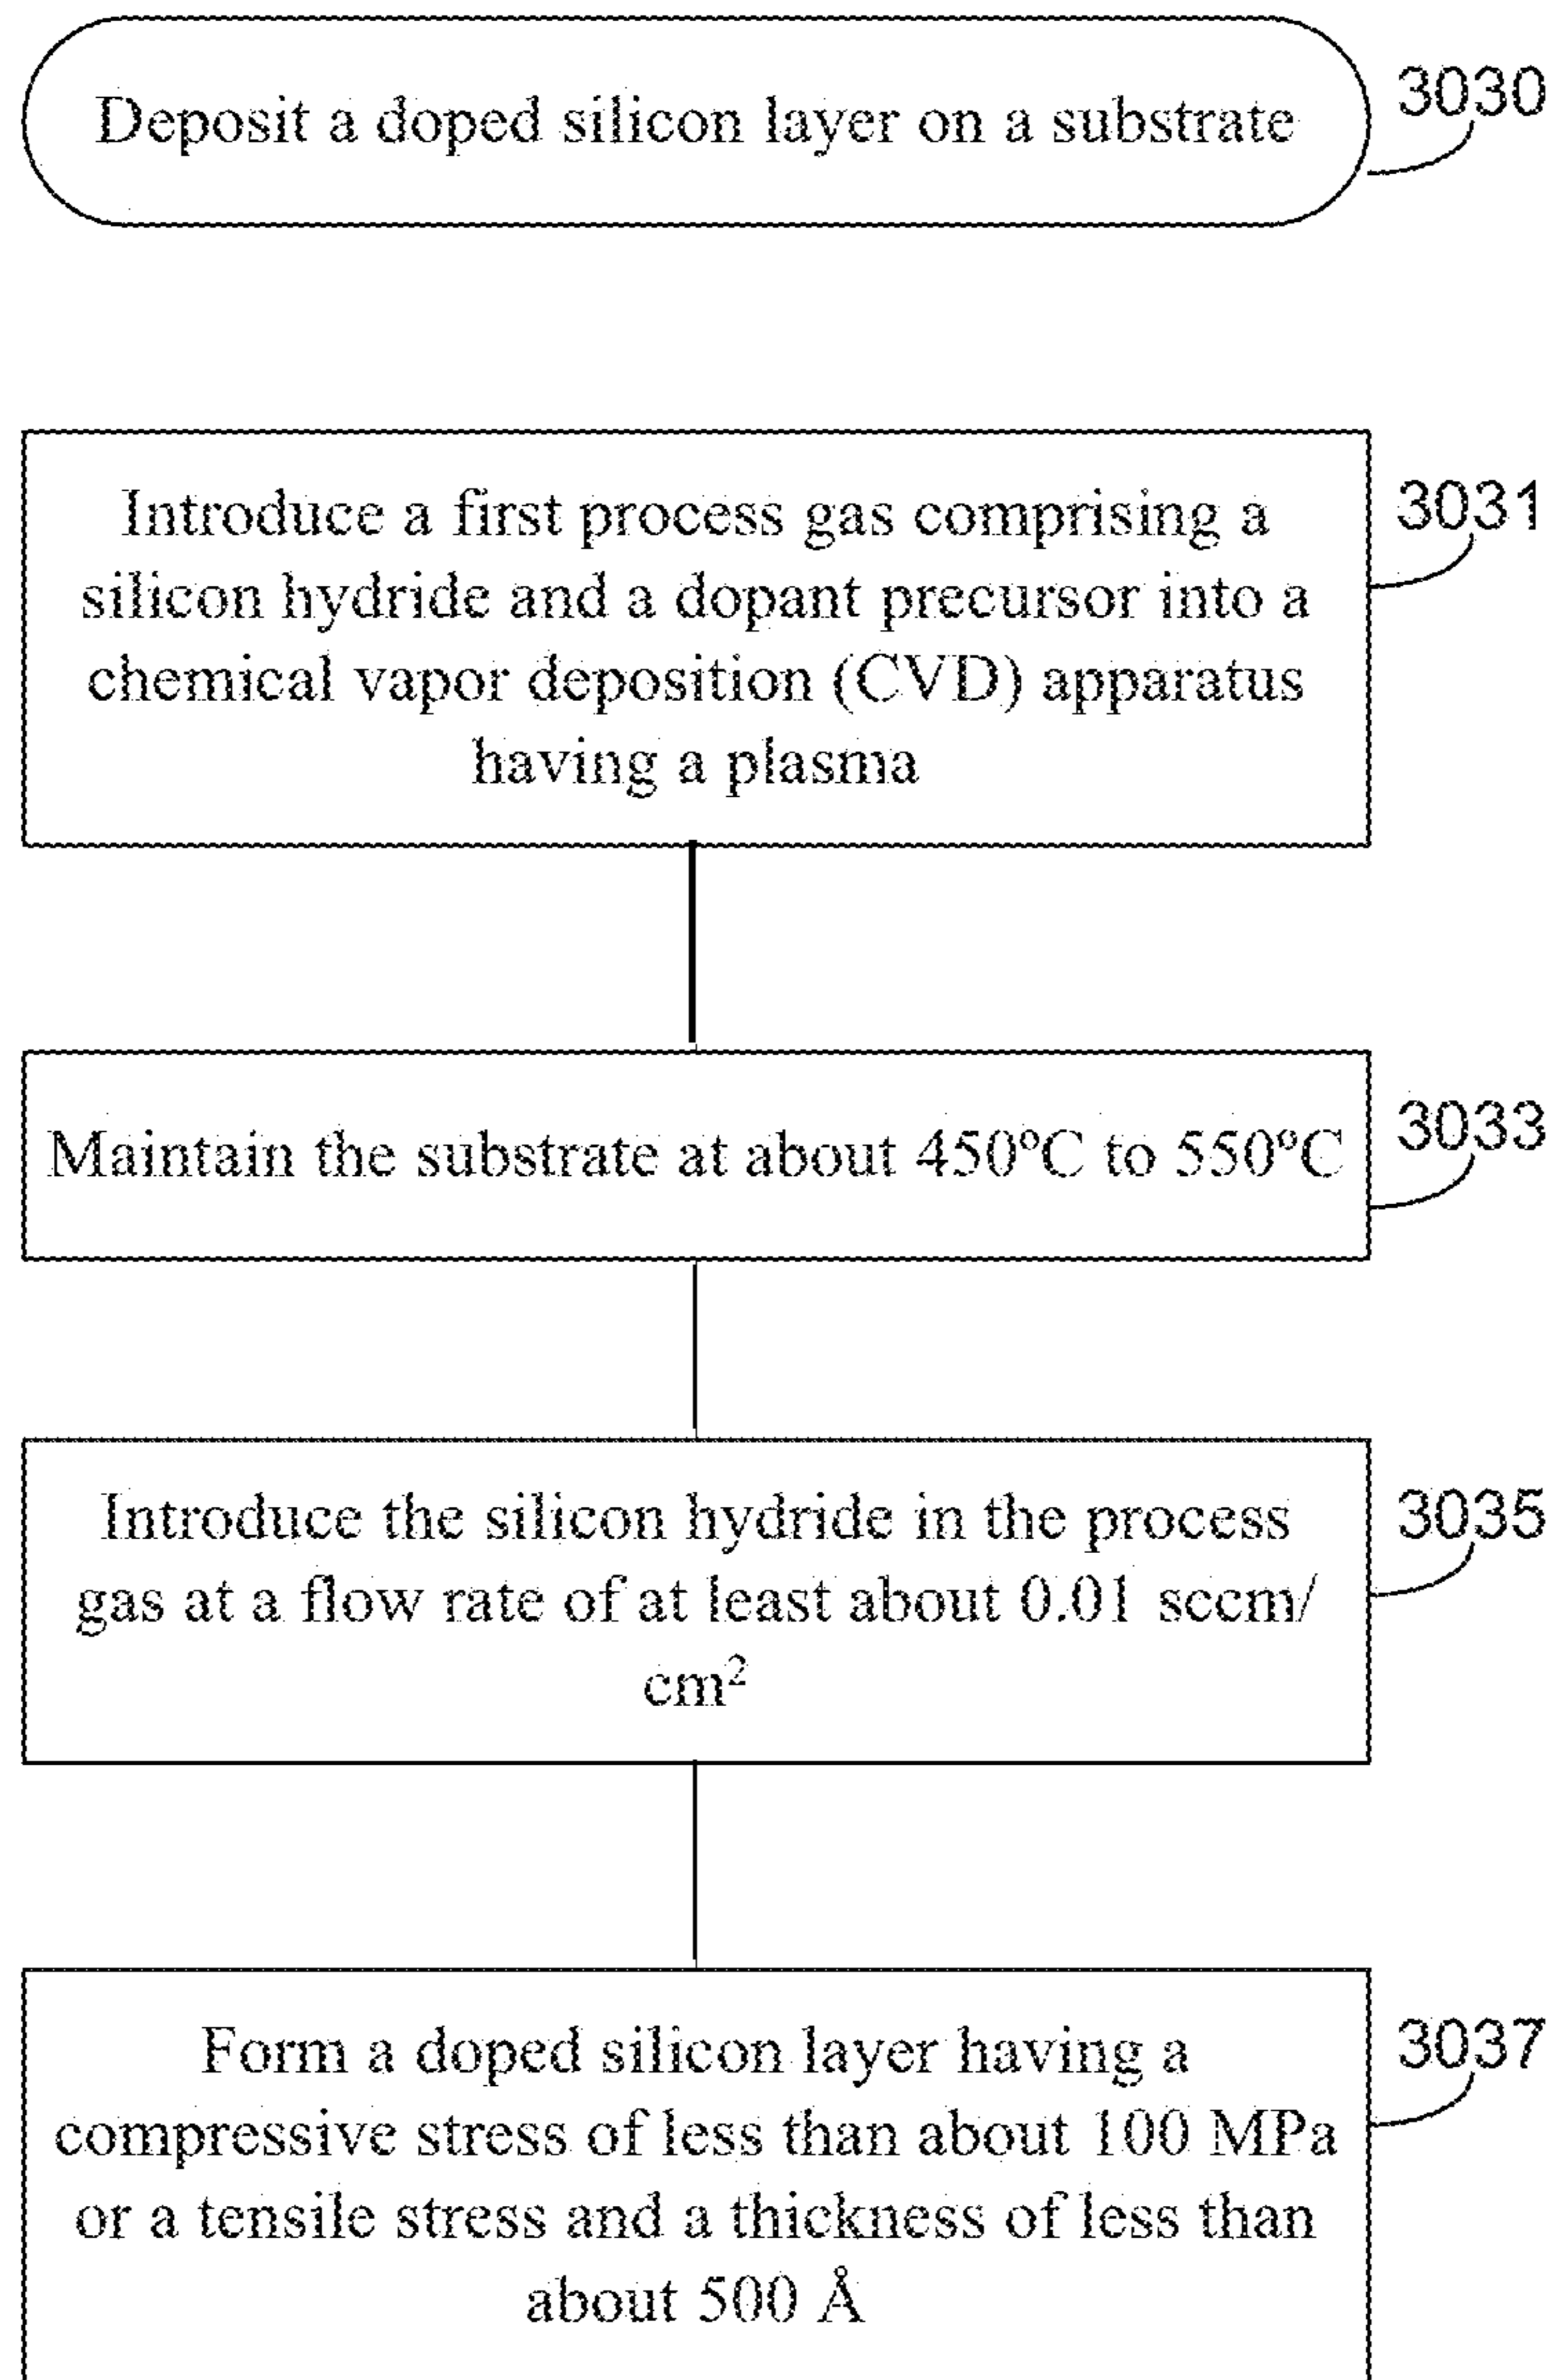 Deposit a doped silicon layer on a substrate
3030
Introduce a first process gas comprising a
silicon hydride and a dopant precursor into a
chemical vapor deposition (CVD) apparatus
having a plasma
3031
Maintain the substrate at about 450ºC to 550ºC
3033
Introduce the silicon hydride in the process
gas at a flow rate of at least about 0.01 sccm/
cm²
3035
Form a doped silicon layer having a
compressive stress of less than about 100 MPa
or a tensile stress and a thickness of less than
about 500 Å
3037